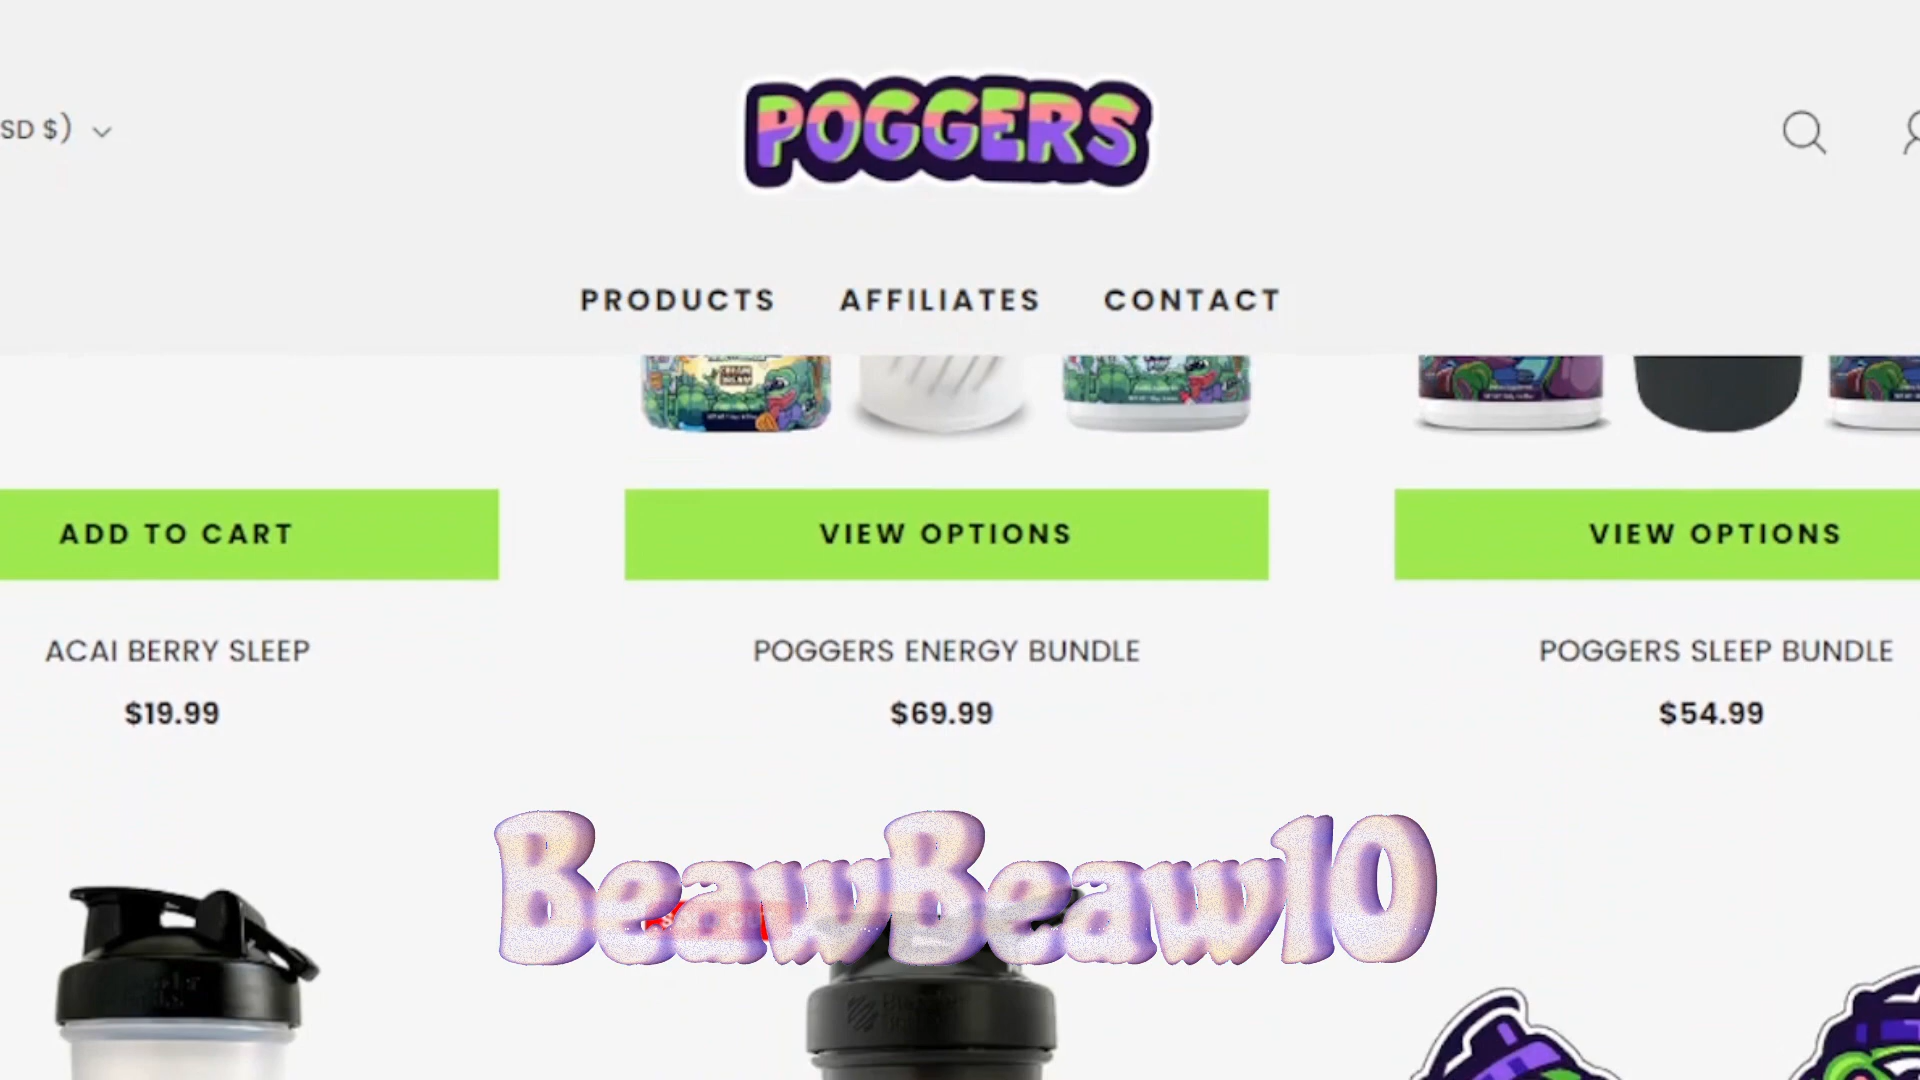 SD $)
POGGERS
PRODUCTS AFFILIATES CONTACT
ADD TO CART VIEW OPTIONS VIEW OPTIONS
ACAI BERRY SLEEP POGGERS ENERGY BUNDLE POGGERS SLEEP BUNDLE
$19.99 $69.99 $54.99
BeawBeaw10